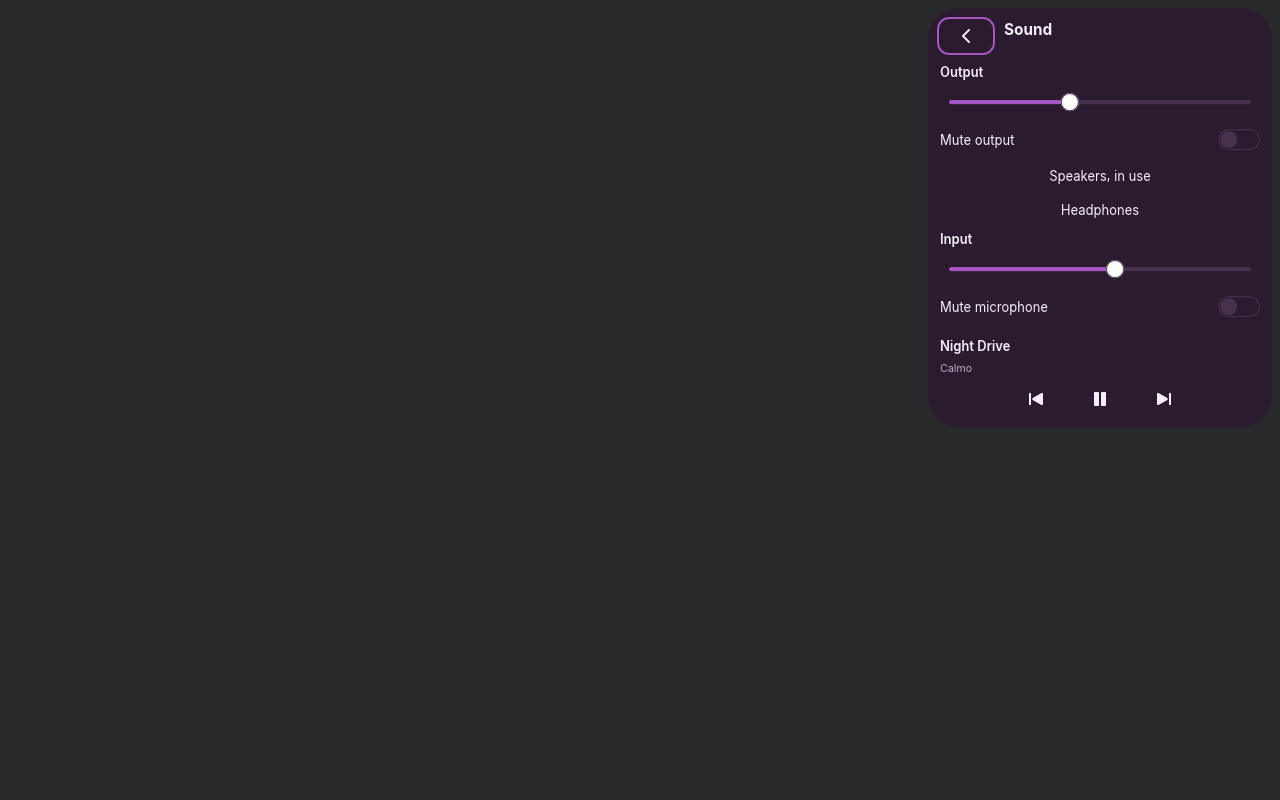 Sound
Output
Mute output
Speakers, in use
Headphones
Input
Mute microphone
Night Drive
Calmo